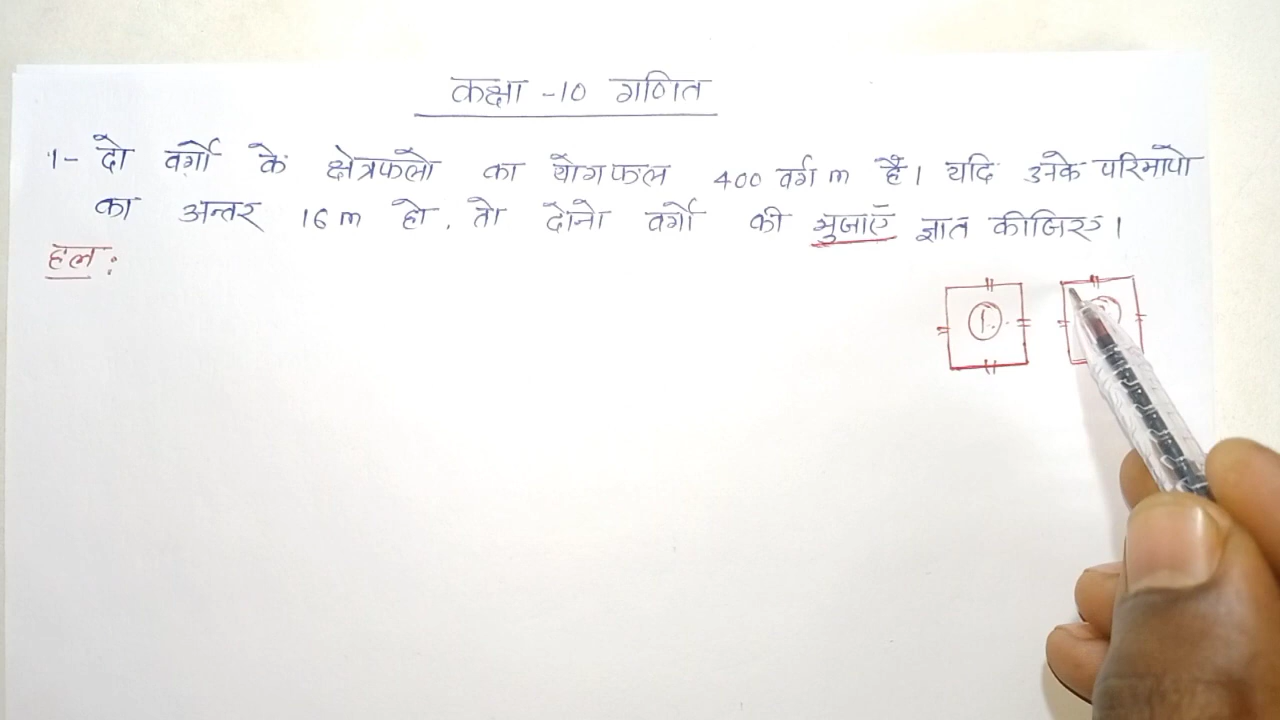 कक्षा -10 गणित
1- दो वर्गों के क्षेत्रफलो का योगफल 400 वर्ग m है। यदि उनके परिमापो
का अन्तर 16 m हो, तो दोनो वर्गों की भुजाएँ ज्ञात कीजिए।
हल:
1.